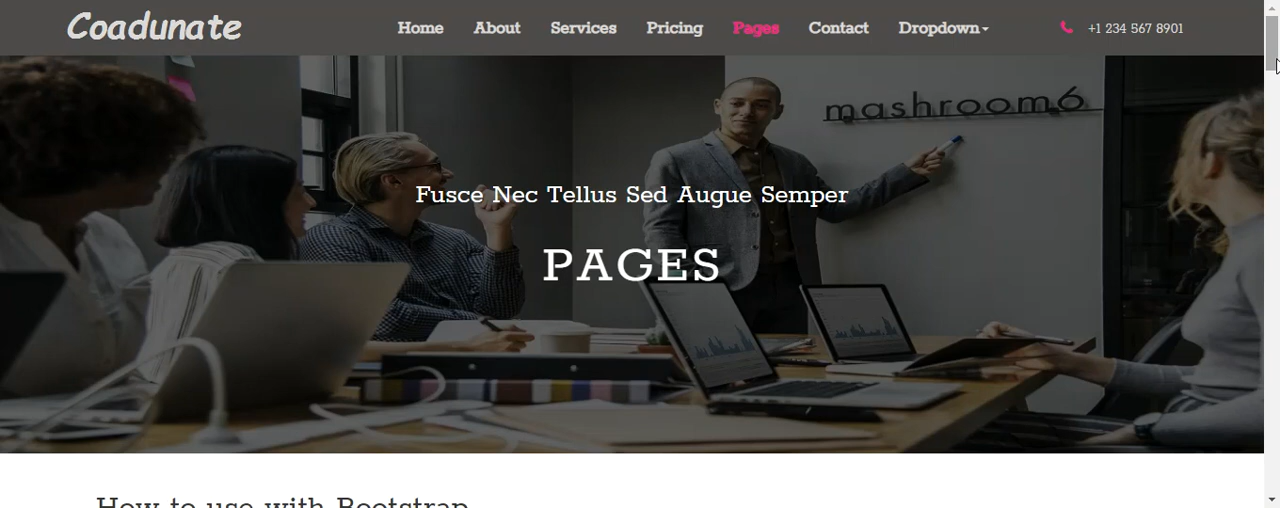 Coadunate
Home About Services Pricing Pages Contact Dropdown +1 234 567 8901
mashroom6
Fusce Nec Tellus Sed Augue Semper
PAGES
How to use with Bootstrap